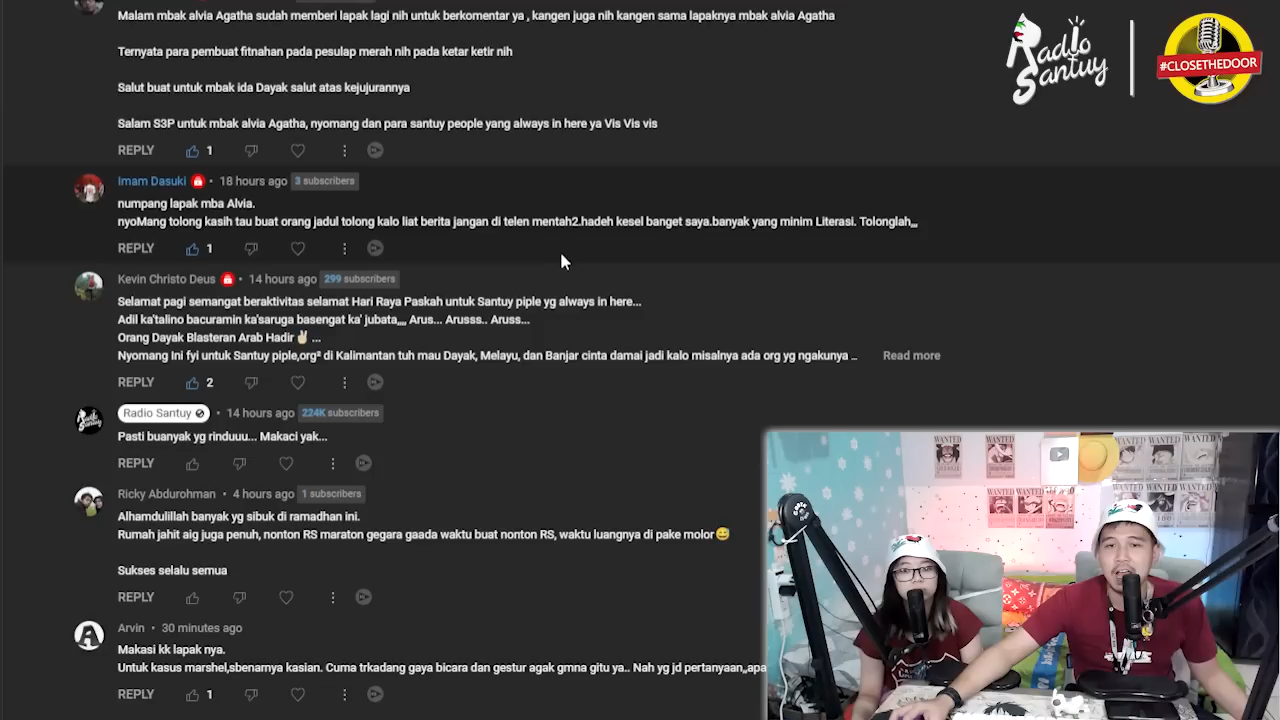 Malam mbak alvia Agatha sudah memberi lapak lagi nih untuk berkomentar ya , kangen juga nih kangen sama lapaknya mbak alvia Agatha
Ternyata para pembuat fitnahan pada pesulap merah nih pada ketar ketir nih
Salut buat untuk mbak ida Dayak salut atas kejujurannya
Salam S3P untuk mbak alvia Agatha, nyomang dan para santuy people yang always in here ya Vis Vis vis
REPLY 1
Imam Dasuki • 18 hours ago 3 subscribers
numpang lapak mba Alvia.
nyoMang tolong kasih tau buat orang jadul tolong kalo liat berita jangan di telen mentah2.hadeh kesel banget saya.banyak yang minim Literasi. Tolonglah,,,
REPLY 1
Kevin Christo Deus • 14 hours ago 299 subscribers
Selamat pagi semangat beraktivitas selamat Hari Raya Paskah untuk Santuy piple yg always in here...
Adil ka'talino bacuramin ka'saruga basengat ka' jubata,,,, Arus... Arusss.. Aruss...
Orang Dayak Blasteran Arab Hadir✌🏻...
Nyomang Ini fyi untuk Santuy piple,org² di Kalimantan tuh mau Dayak, Melayu, dan Banjar cinta damai jadi kalo misalnya ada org yg ngakunya .. Read more
REPLY 2
Radio Santuy • 14 hours ago 224K subscribers
Pasti buanyak yg rinduuu... Makaci yak...
REPLY
Ricky Abdurohman • 4 hours ago 1 subscribers
Alhamdulillah banyak yg sibuk di ramadhan ini.
Rumah jahit aig juga penuh, nonton RS maraton gegara gaada waktu buat nonton RS, waktu luangnya di pake molor😅
Sukses selalu semua
REPLY
Arvin • 30 minutes ago
Makasi kk lapak nya.
Untuk kasus marshel,sbenarnya kasian. Cuma trkadang gaya bicara dan gestur agak gmna gitu ya.. Nah yg jd pertanyaan,,apa
REPLY 1
Radio
Santuy
#CLOSETHEDOOR
WANTED
WANTED
WANTED
WANTED
WANTED
WANTED
WANTED
WANTED